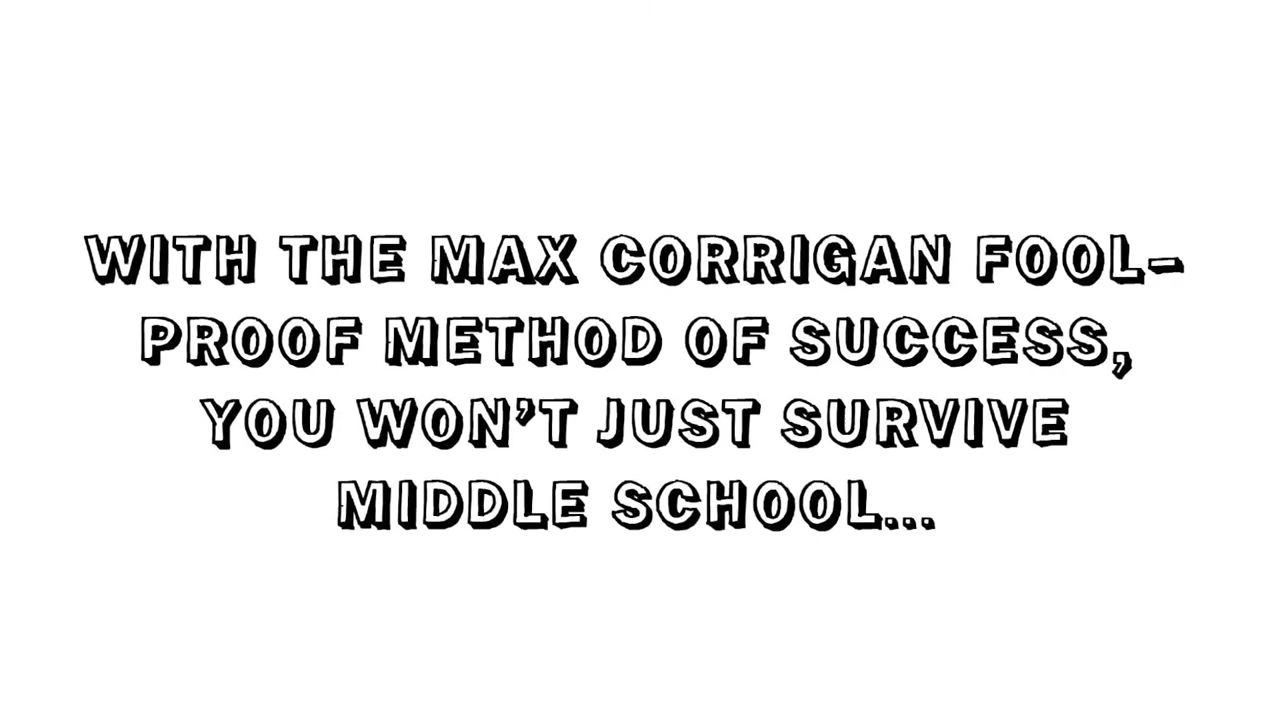 WITH THE MAX CORRIGAN FOOL-
PROOF METHOD OF SUCCESS,
YOU WON'T JUST SURVIVE
MIDDLE SCHOOL...